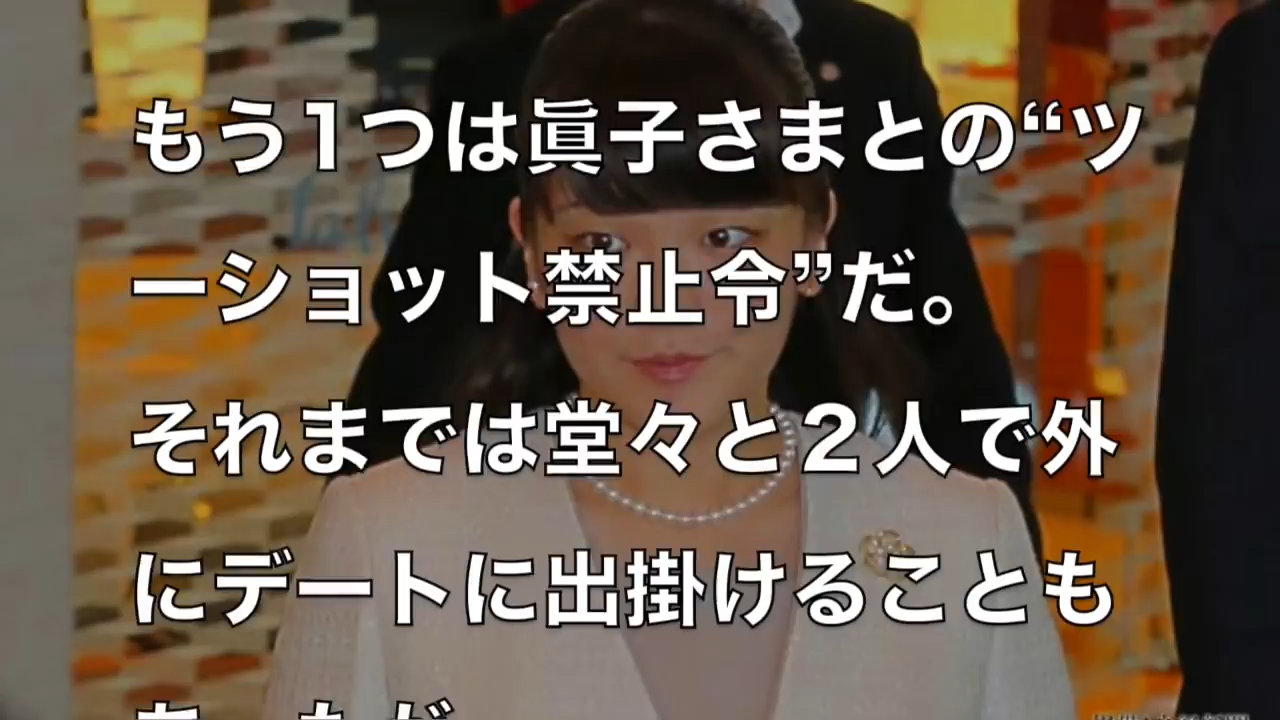 もう1つは眞子さまとの“ツ
ーショット禁止令”だ。
それまでは堂々と２人で外
にデートに出掛けることも